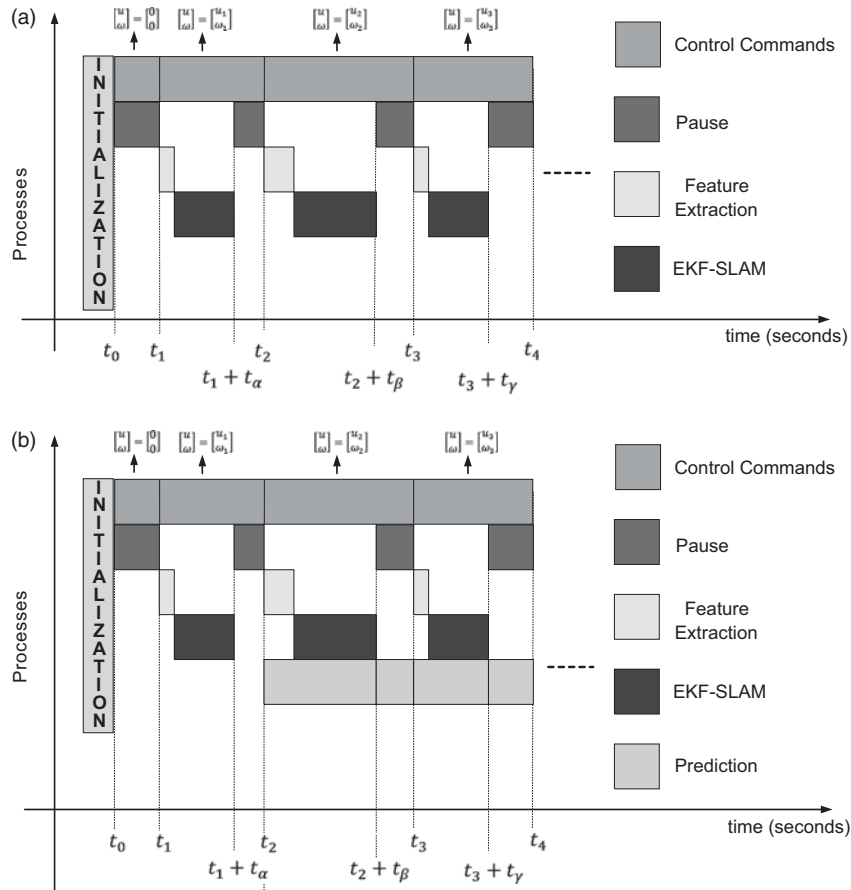 (a)
[u ω] = [0 0] [u ω] = [u₁ ω₁] [u ω] = [u₂ ω₂] [u ω] = [u₃ ω₃]
Control Commands
Pause
Feature
Extraction
EKF-SLAM
INITIALIZATION
Processes
time (seconds)
t₀ t₁ t₂ t₃ t₄
t₁ + tα t₂ + tβ t₃ + tγ
(b)
[u ω] = [0 0] [u ω] = [u₁ ω₁] [u ω] = [u₂ ω₂] [u ω] = [u₃ ω₃]
Control Commands
Pause
Feature
Extraction
EKF-SLAM
Prediction
INITIALIZATION
Processes
time (seconds)
t₀ t₁ t₂ t₃ t₄
t₁ + tα t₂ + tβ t₃ + tγ